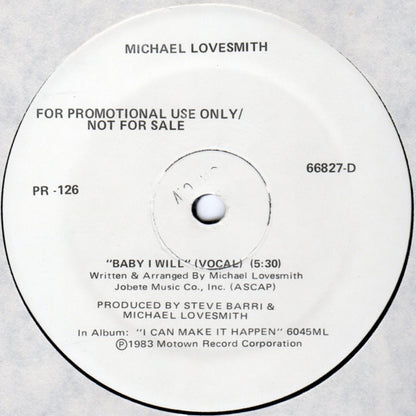 MICHAEL LOVESMITH
FOR PROMOTIONAL USE ONLY/
NOT FOR SALE
66827-D
PR -126
"BABY I WILL" (VOCAL) (5:30)
Written & Arranged By Michael Lovesmith
Jobete Music Co., Inc. (ASCAP)
PRODUCED BY STEVE BARRI &
MICHAEL LOVESMITH
In Album: "I CAN MAKE IT HAPPEN" 6045ML
Ⓟ1983 Motown Record Corporation